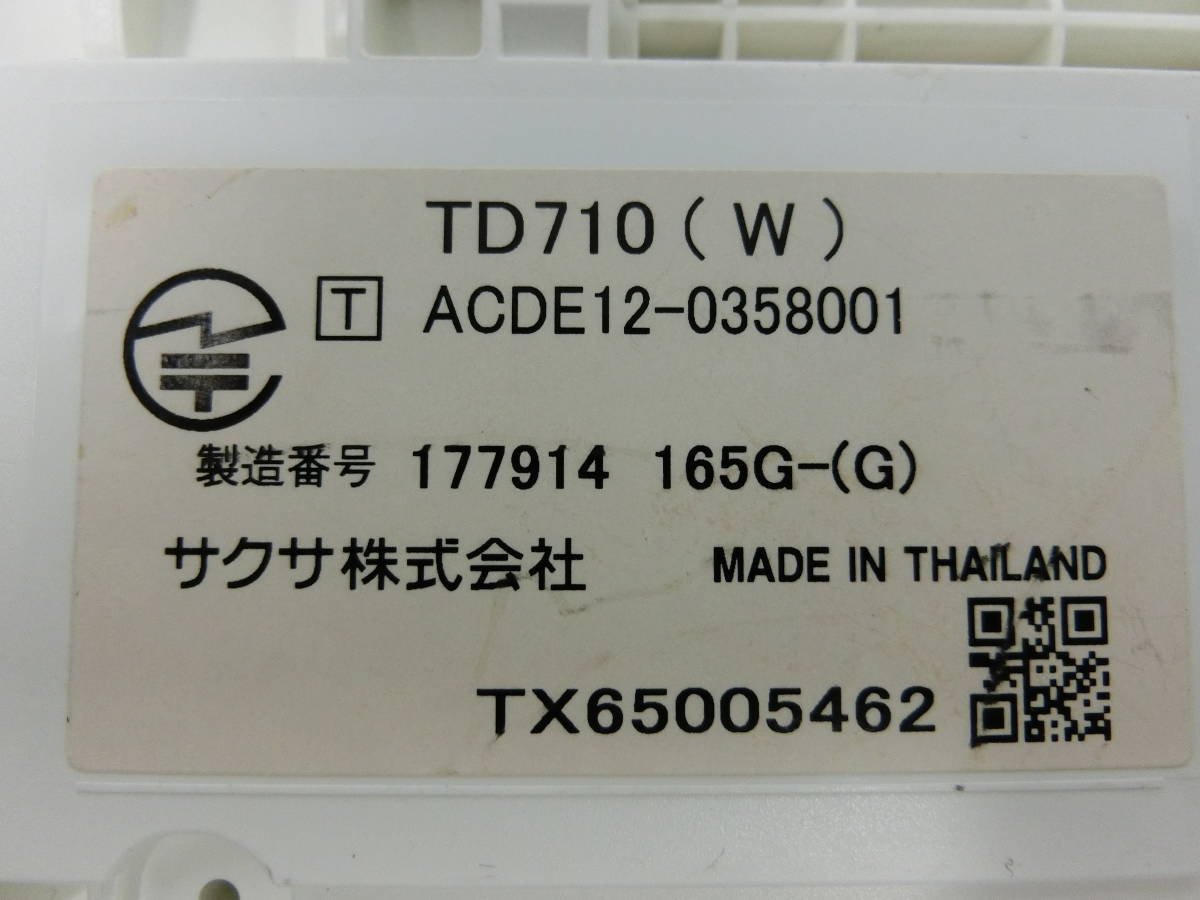 TD710(W)
T ACDE12-0358001
製造番号 177914 165G-(G)
サクサ株式会社 MADE IN THAILAND
TX65005462